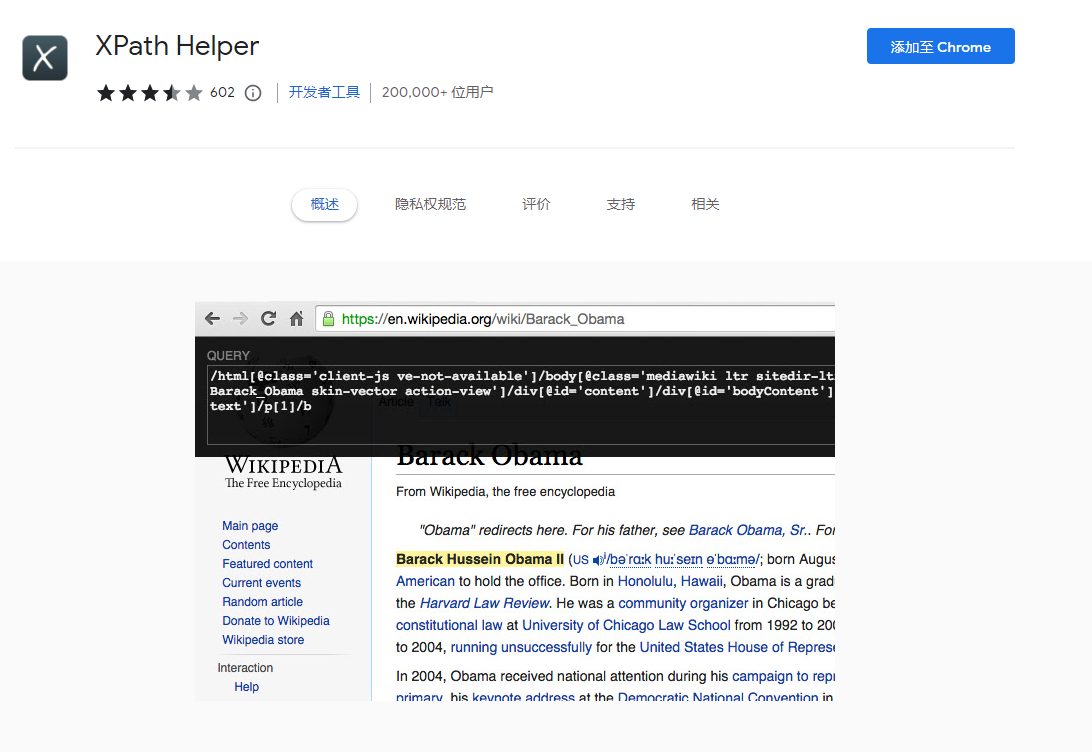 XPath Helper
添加至 Chrome
602
开发者工具
200,000+ 位用户
概述
隐私权规范
评价
支持
相关
https://en.wikipedia.org/wiki/Barack_Obama
QUERY
/html[@class='client-js ve-not-available']/body[@class='mediawiki ltr sitedir-lt
Barack_Obama skin-vector action-view']/div[@id='content']/div[@id='bodyContent']
text']/p[1]/b
Article Talk
Barack Obama
WIKIPEDIA
The Free Encyclopedia
From Wikipedia, the free encyclopedia
Main page
Contents
Featured content
Current events
Random article
Donate to Wikipedia
Wikipedia store
Interaction
Help
"Obama" redirects here. For his father, see Barack Obama, Sr.. For
Barack Hussein Obama II (US /bəˈrɑːk huːˈseɪn oʊˈbɑːmə/; born Augus
American to hold the office. Born in Honolulu, Hawaii, Obama is a grad
the Harvard Law Review. He was a community organizer in Chicago be
constitutional law at University of Chicago Law School from 1992 to 200
to 2004, running unsuccessfully for the United States House of Represe
In 2004, Obama received national attention during his campaign to repr
primary, his keynote address at the Democratic National Convention in